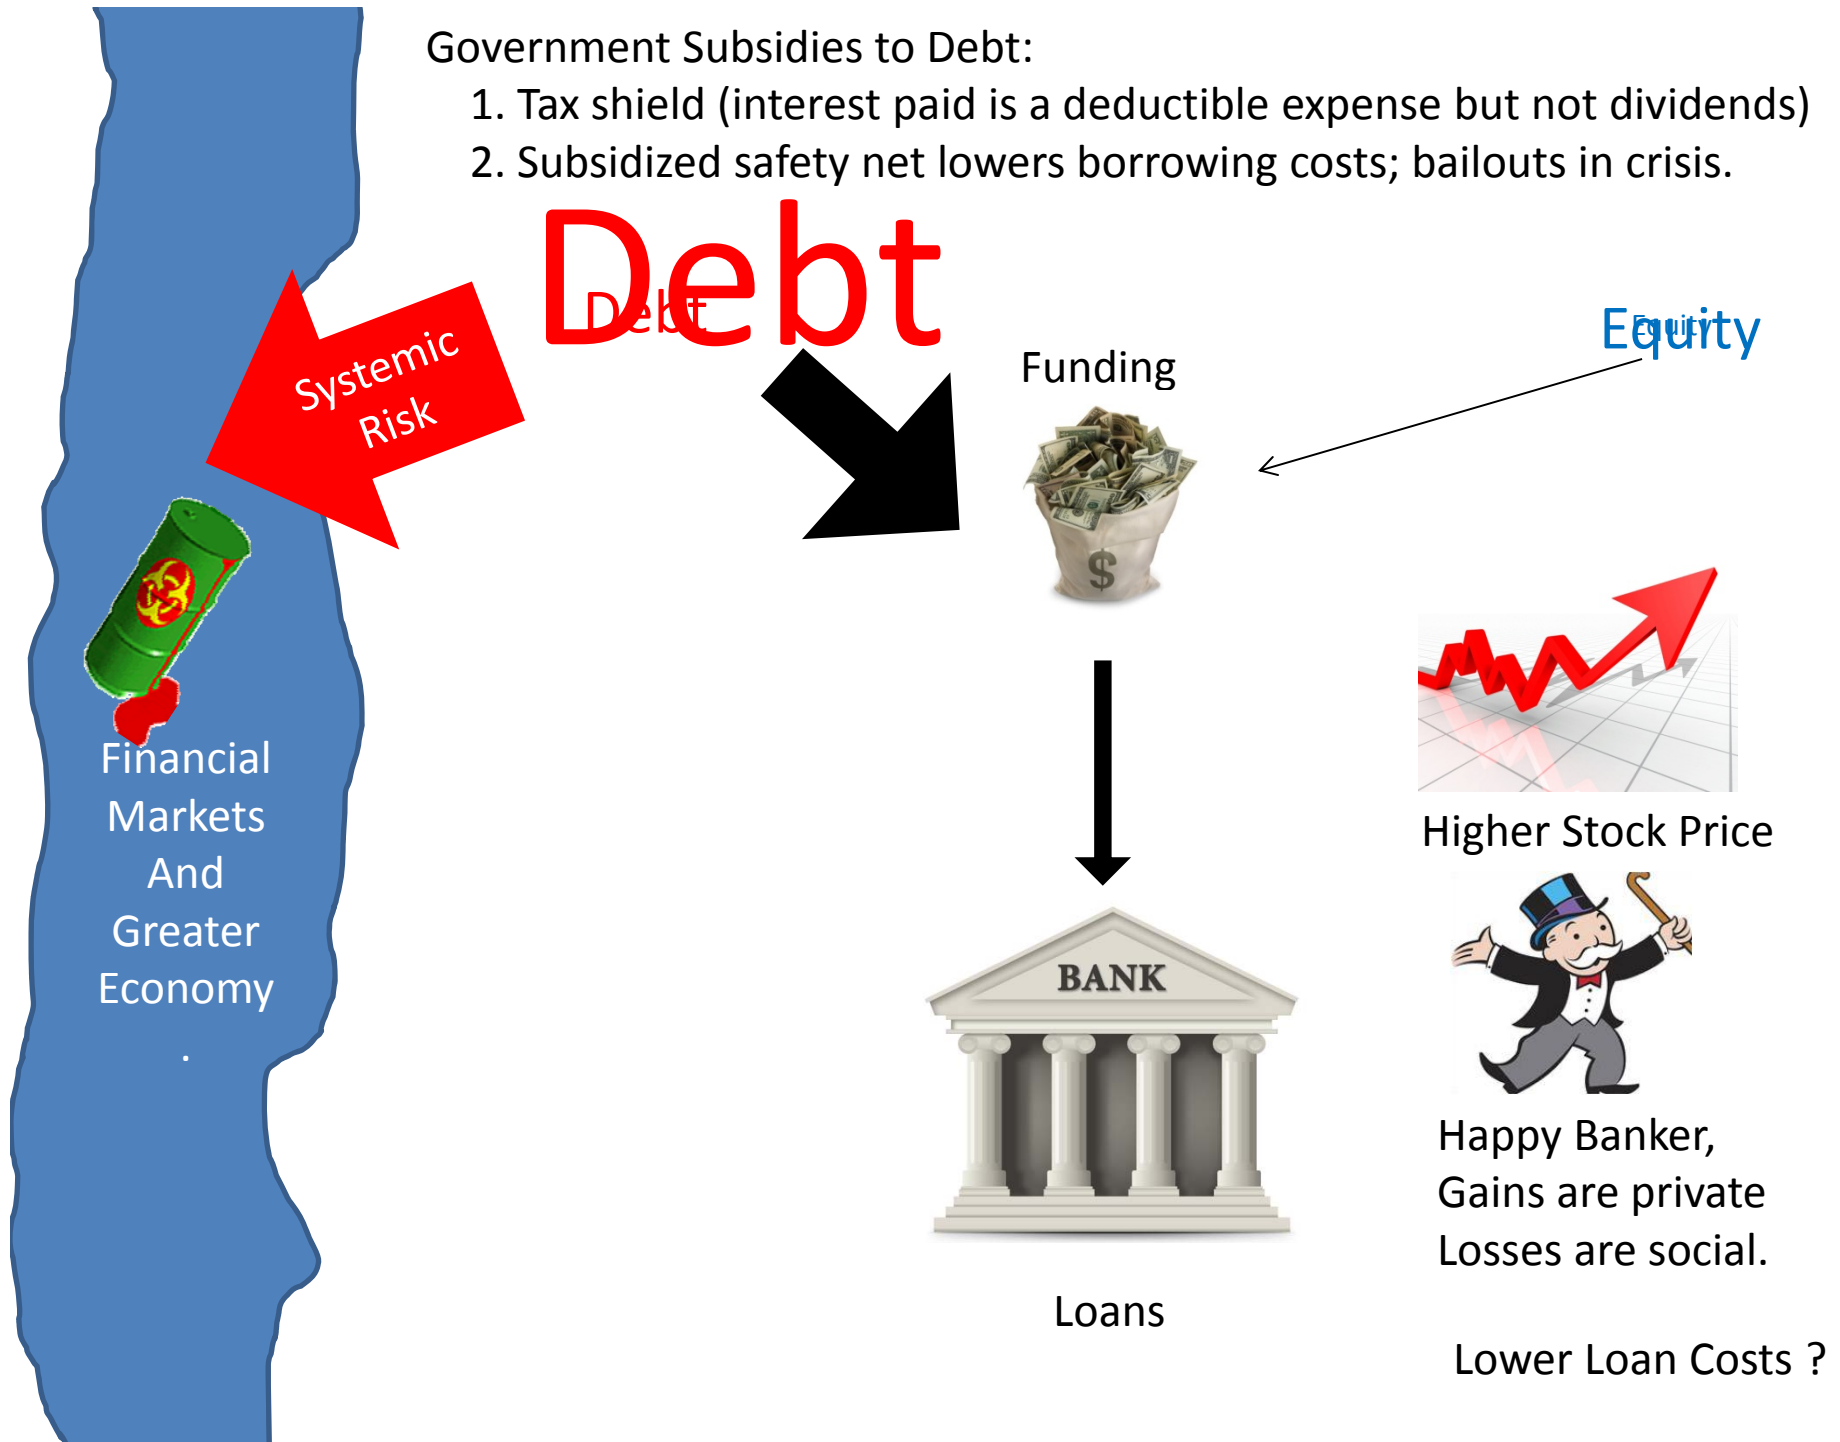 Government Subsidies to Debt:
1. Tax shield (interest paid is a deductible expense but not dividends)
2. Subsidized safety net lowers borrowing costs; bailouts in crisis.
Debt
Debt
Equity
Equity
Systemic
Risk
Funding
$
Financial
Markets
And
Greater
Economy
.
Higher Stock Price
BANK
Happy Banker,
Gains are private
Losses are social.
Loans
Lower Loan Costs ?